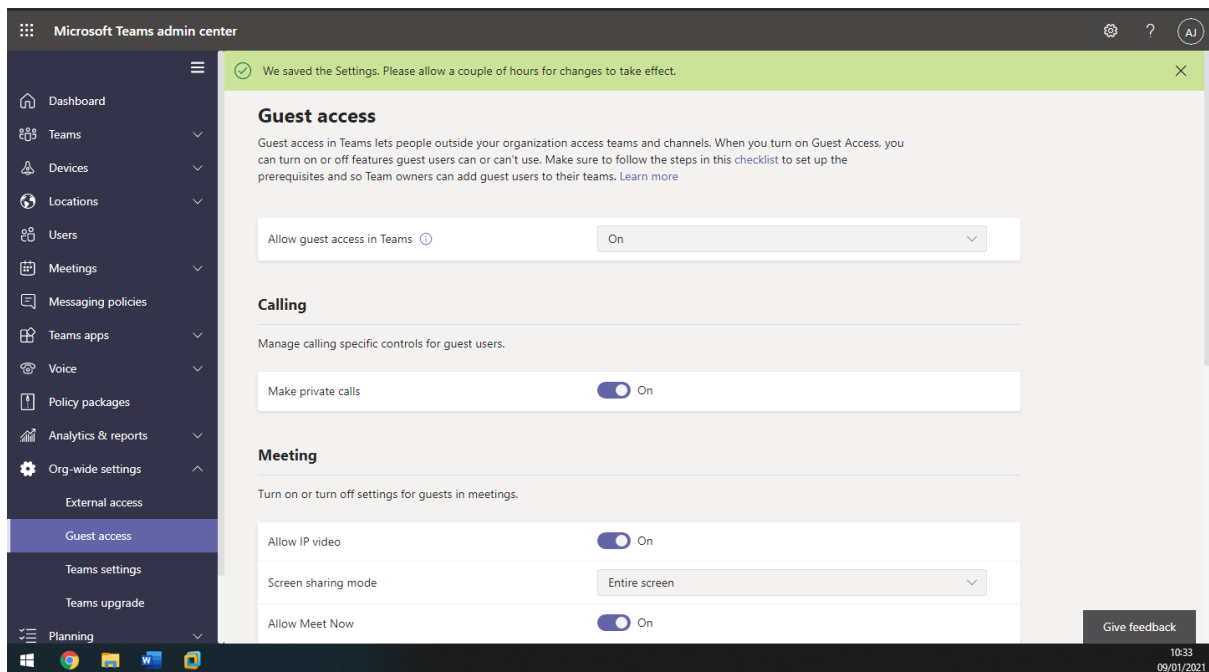 Microsoft Teams admin center
?
AJ
We saved the Settings. Please allow a couple of hours for changes to take effect.
Dashboard
Teams
Devices
Locations
Users
Meetings
Messaging policies
Teams apps
Voice
Policy packages
Analytics & reports
Org-wide settings
External access
Guest access
Teams settings
Teams upgrade
Planning
Guest access
Guest access in Teams lets people outside your organization access teams and channels. When you turn on Guest Access, you
can turn on or off features guest users can or can't use. Make sure to follow the steps in this checklist to set up the
prerequisites and so Team owners can add guest users to their teams. Learn more
Allow guest access in Teams
On
Calling
Manage calling specific controls for guest users.
Make private calls
On
Meeting
Turn on or turn off settings for guests in meetings.
Allow IP video
On
Screen sharing mode
Entire screen
Allow Meet Now
On
Give feedback
10:33
09/01/2021